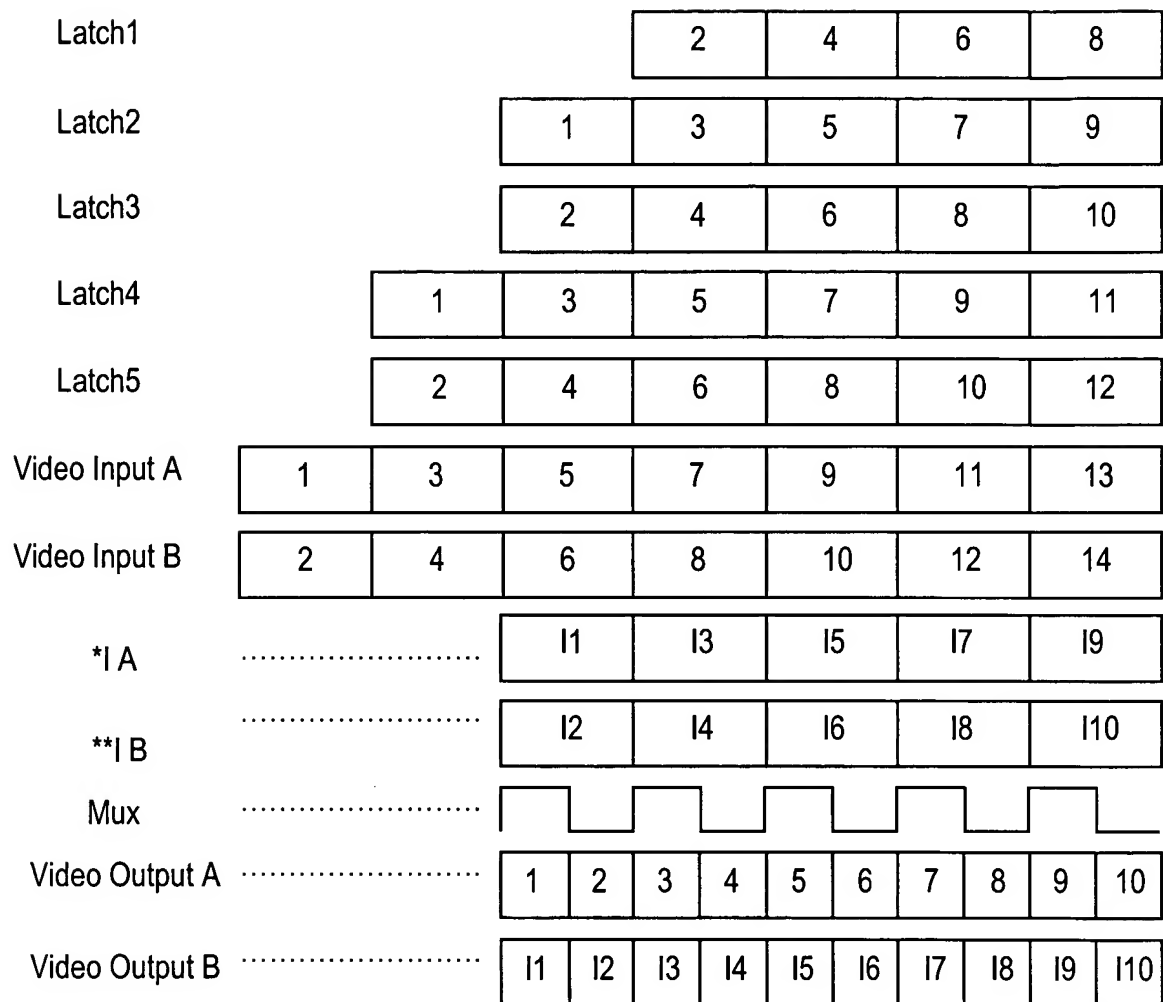 Latch1 2 4 6 8
Latch2 1 3 5 7 9
Latch3 2 4 6 8 10
Latch4 1 3 5 7 9 11
Latch5 2 4 6 8 10 12
Video Input A 1 3 5 7 9 11 13
Video Input B 2 4 6 8 10 12 14
*I A I1 I3 I5 I7 I9
**I B I2 I4 I6 I8 I10
Mux
Video Output A 1 2 3 4 5 6 7 8 9 10
Video Output B I1 I2 I3 I4 I5 I6 I7 I8 I9 I10